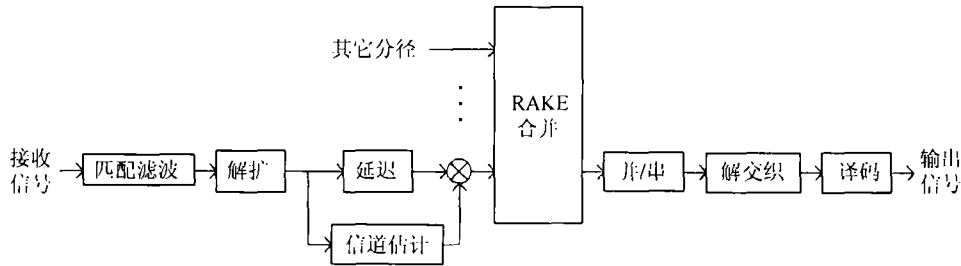 其它分径
RAKE
合并
接收
信号
匹配滤波
解扩
延迟
信道估计
并/串
解交织
译码
输出
信号